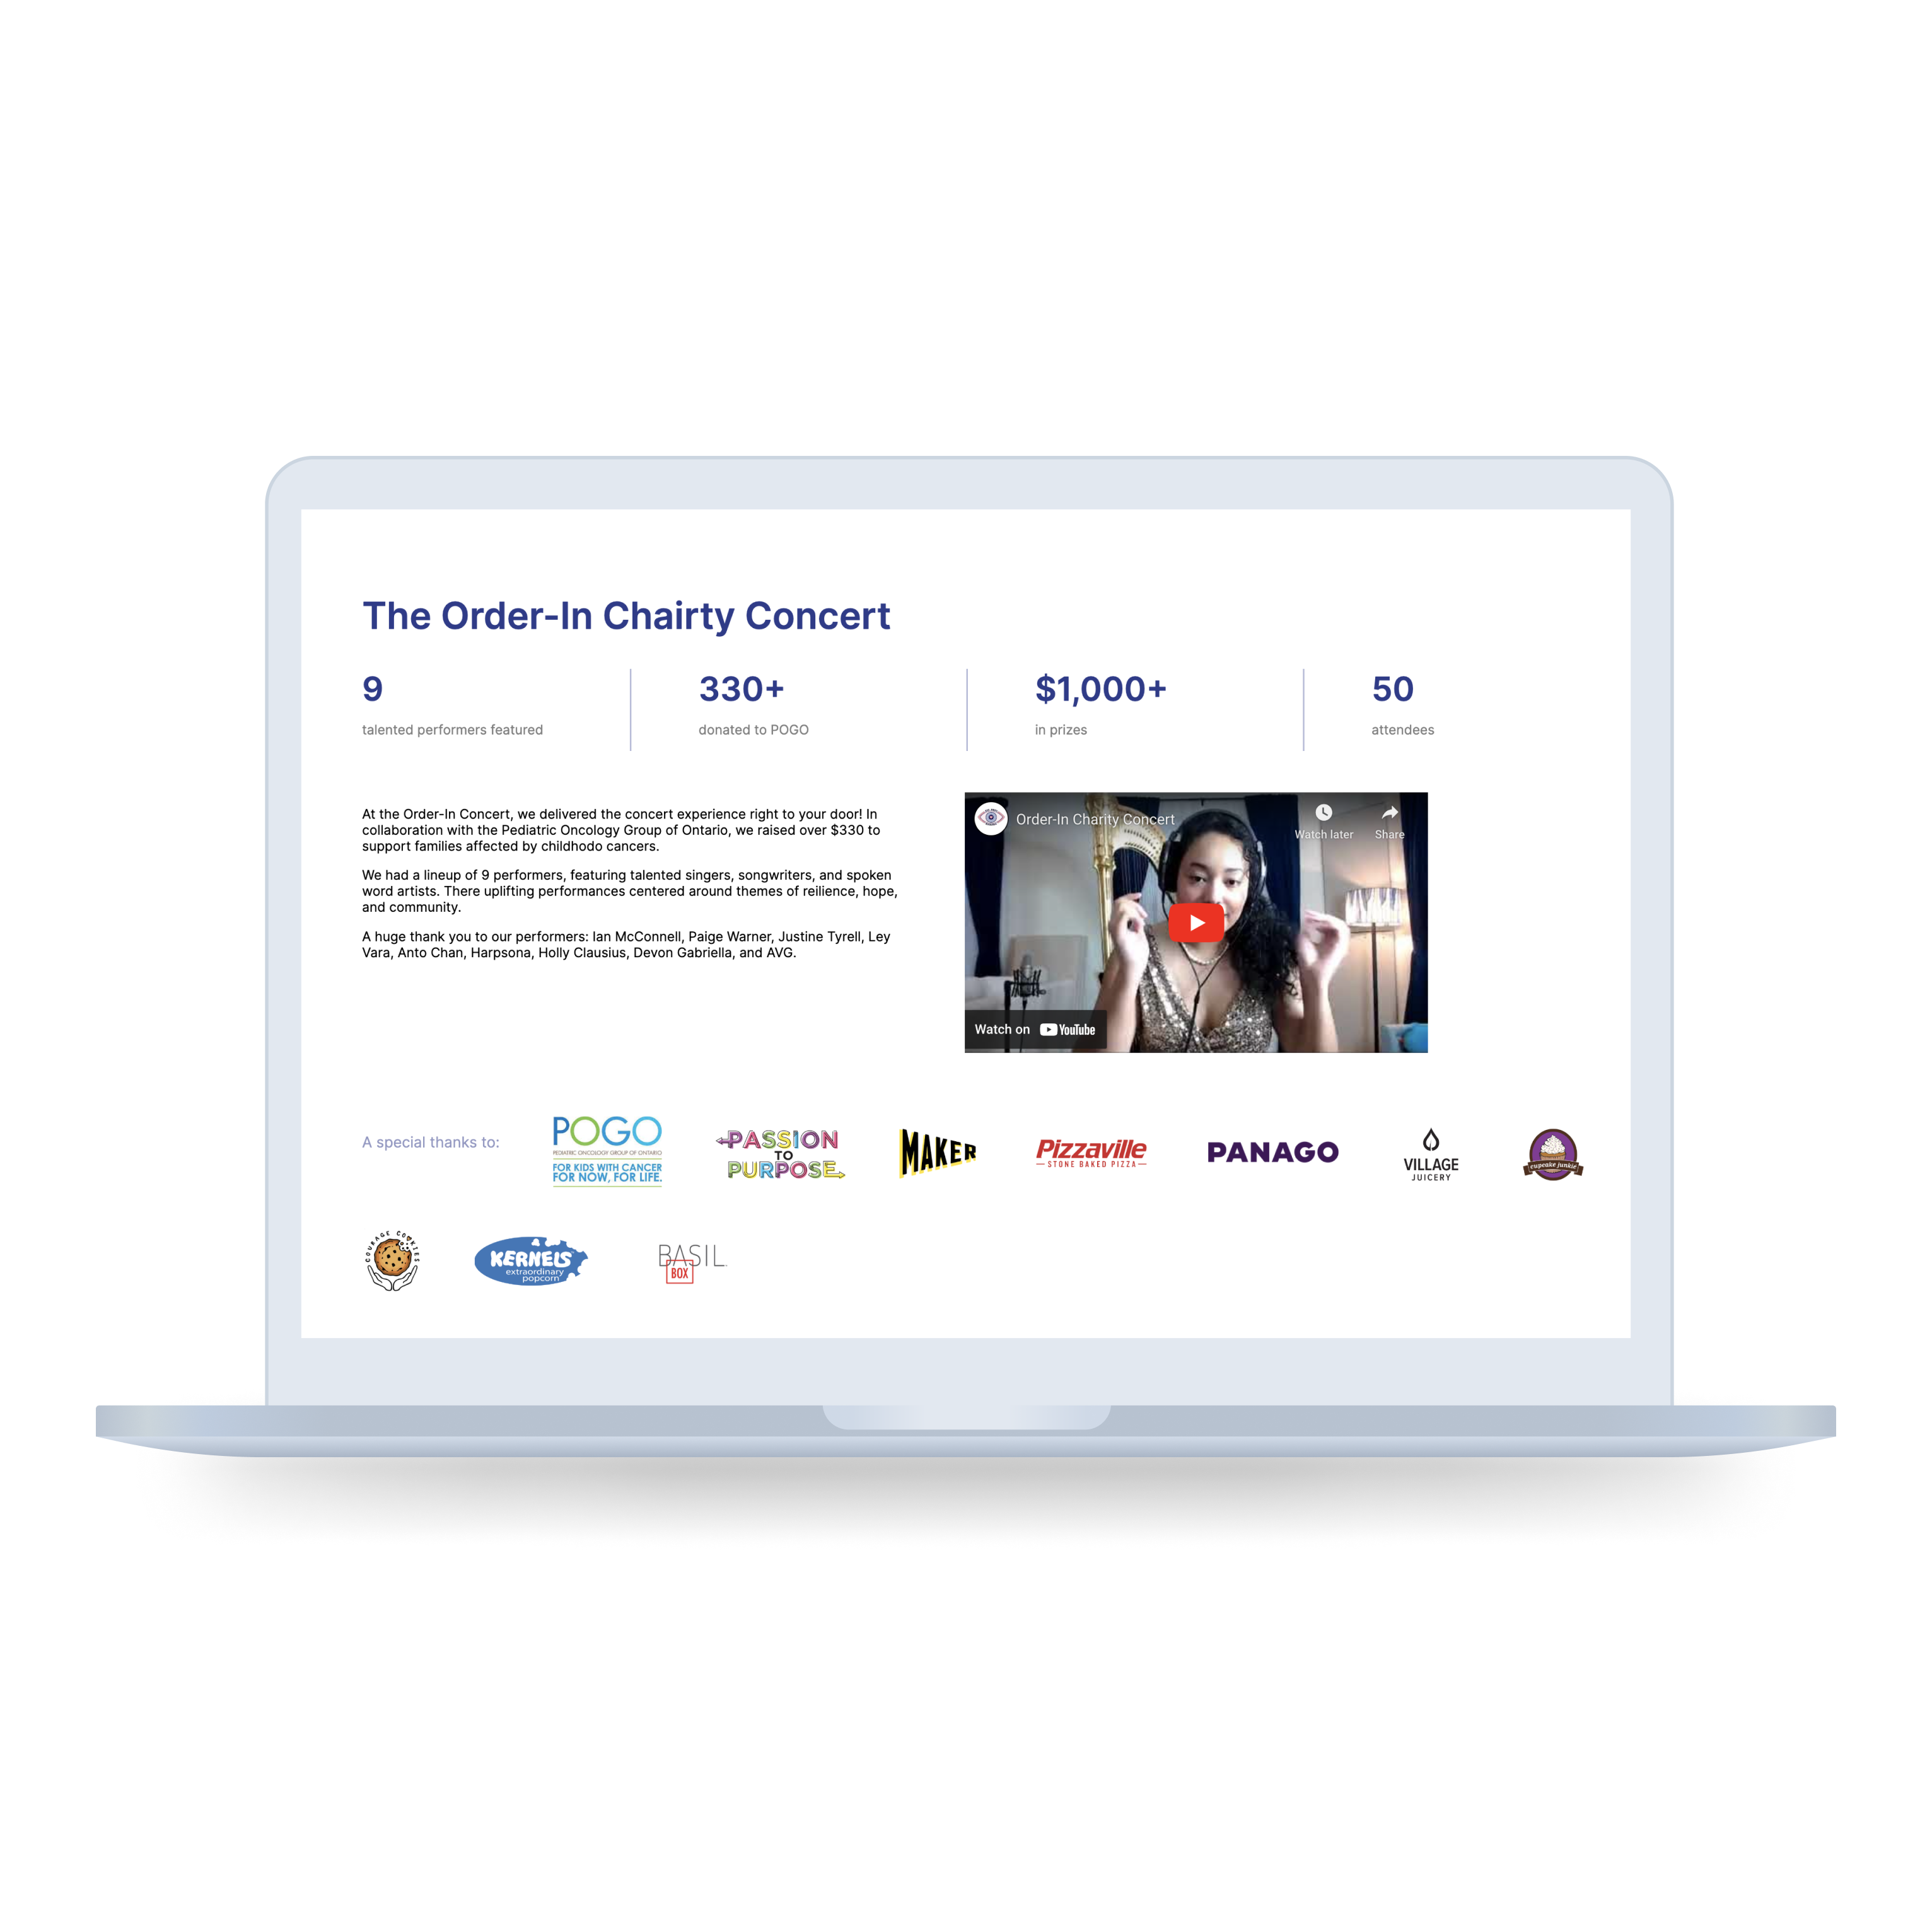 The Order-In Chairty Concert
9
talented performers featured
330+
donated to POGO
$1,000+
in prizes
50
attendees
At the Order-In Concert, we delivered the concert experience right to your door! In
collaboration with the Pediatric Oncology Group of Ontario, we raised over $330 to
support families affected by childhodo cancers.
We had a lineup of 9 performers, featuring talented singers, songwriters, and spoken
word artists. There uplifting performances centered around themes of reilience, hope,
and community.
A huge thank you to our performers: Ian McConnell, Paige Warner, Justine Tyrell, Ley
Vara, Anto Chan, Harpsona, Holly Clausius, Devon Gabriella, and AVG.
Order-In Charity Concert
Watch later
Share
Watch on YouTube
A special thanks to:
POGO
PEDIATRIC ONCOLOGY GROUP OF ONTARIO
FOR KIDS WITH CANCER
FOR NOW, FOR LIFE.
PASSION
TO
PURPOSE
MAKER
Pizzaville
STONE BAKED PIZZA
PANAGO
VILLAGE
JUICERY
cupcake junkie
COURAGE COOKIES
KERNELS
extraordinary
popcorn
BASIL
BOX